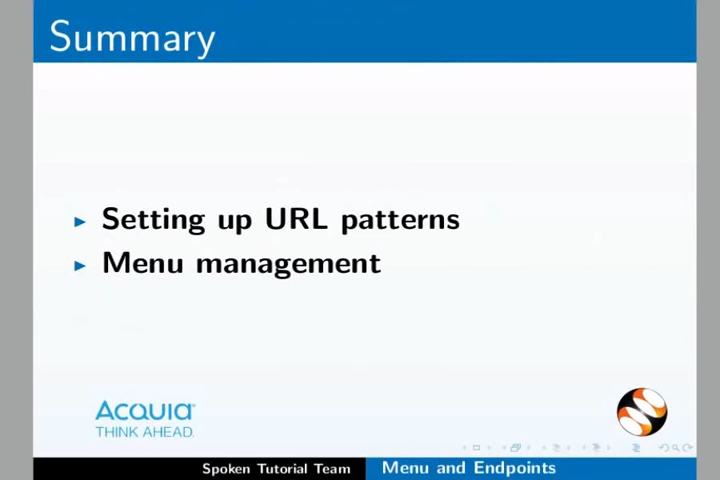 Summary
Setting up URL patterns
Menu management
Acquia
THINK AHEAD.
Spoken Tutorial Team
Menu and Endpoints